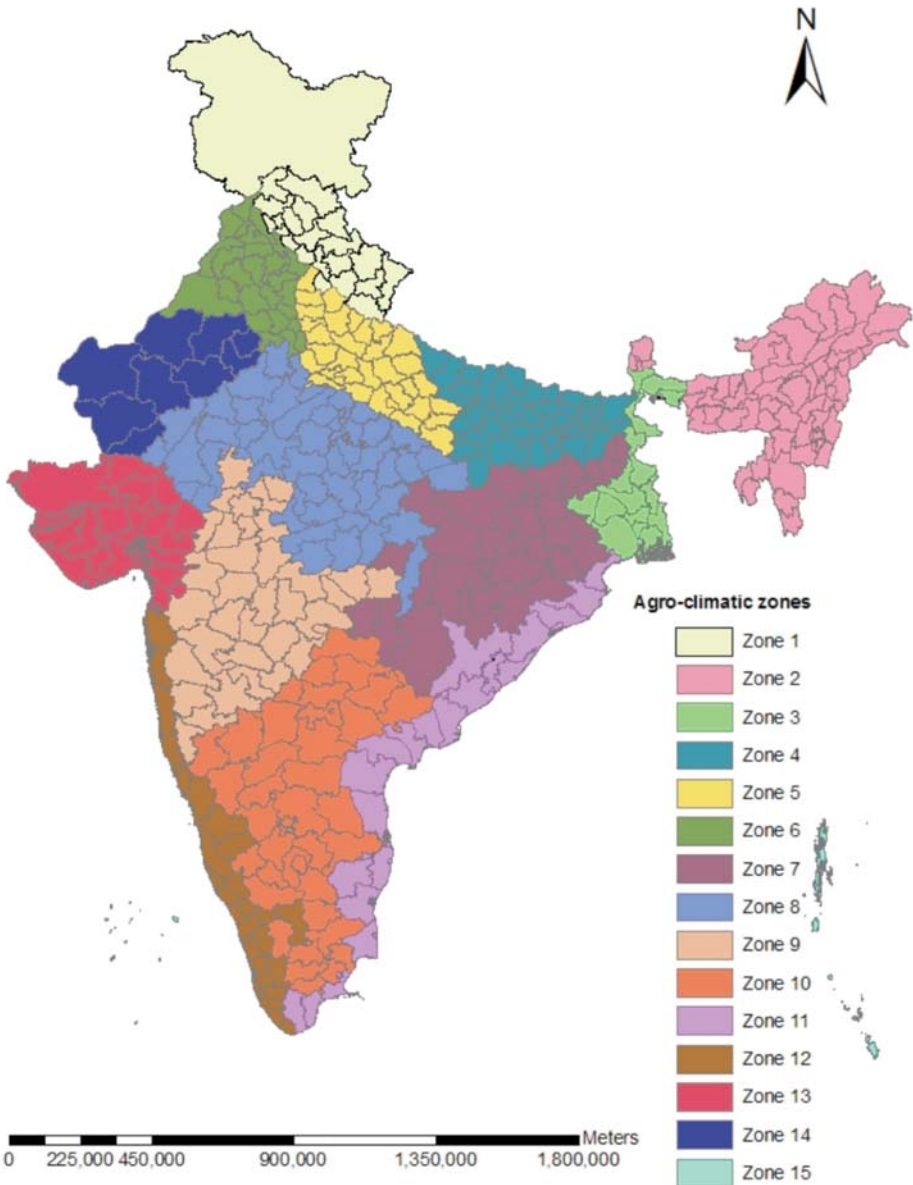 N
Agro-climatic zones
Zone 1
Zone 2
Zone 3
Zone 4
Zone 5
Zone 6
Zone 7
Zone 8
Zone 9
Zone 10
Zone 11
Zone 12
Zone 13
Zone 14
Zone 15
Meters
0 225,000 450,000 900,000 1,350,000 1,800,000